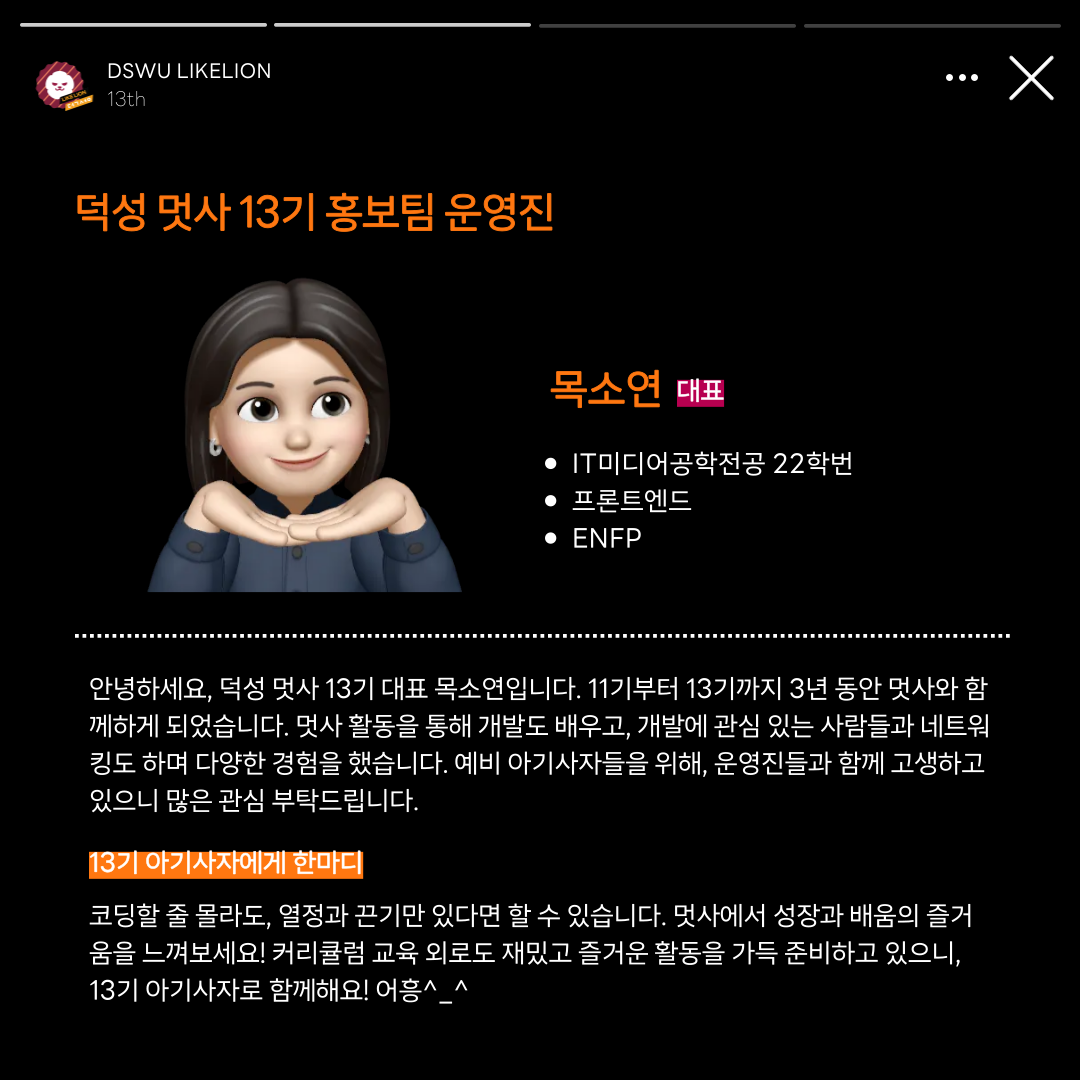 DSWU LIKELION
13th
덕성 멋사 13기 홍보팀 운영진
목소연 대표
IT미디어공학전공 22학번
프론트엔드
ENFP
안녕하세요, 덕성 멋사 13기 대표 목소연입니다. 11기부터 13기까지 3년 동안 멋사와 함
께하게 되었습니다. 멋사 활동을 통해 개발도 배우고, 개발에 관심 있는 사람들과 네트워
킹도 하며 다양한 경험을 했습니다. 예비 아기사자들을 위해, 운영진들과 함께 고생하고
있으니 많은 관심 부탁드립니다.
13기 아기사자에게 한마디
코딩할 줄 몰라도, 열정과 끈기만 있다면 할 수 있습니다. 멋사에서 성장과 배움의 즐거
움을 느껴보세요! 커리큘럼 교육 외로도 재밌고 즐거운 활동을 가득 준비하고 있으니,
13기 아기사자로 함께해요! 어흥^_^